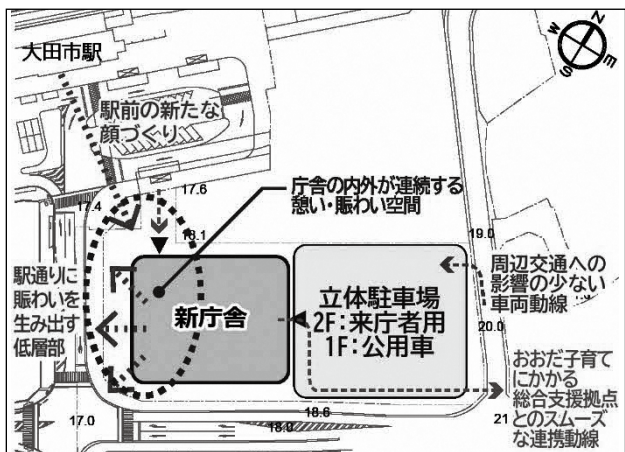 大田市駅
N
W
E
S
駅前の新たな
顔づくり
17.6
17.4
18.1
庁舎の内外が連続する
憩い・賑わい空間
19.0
周辺交通への
影響の少ない
車両動線
20.0
駅通りに
賑わいを
生み出す
低層部
新庁舎
立体駐車場
2F:来庁者用
1F:公用車
おおだ子育て
にかかる
総合支援拠点
とのスムーズ
な連携動線
21
18.6
18.0
17.0